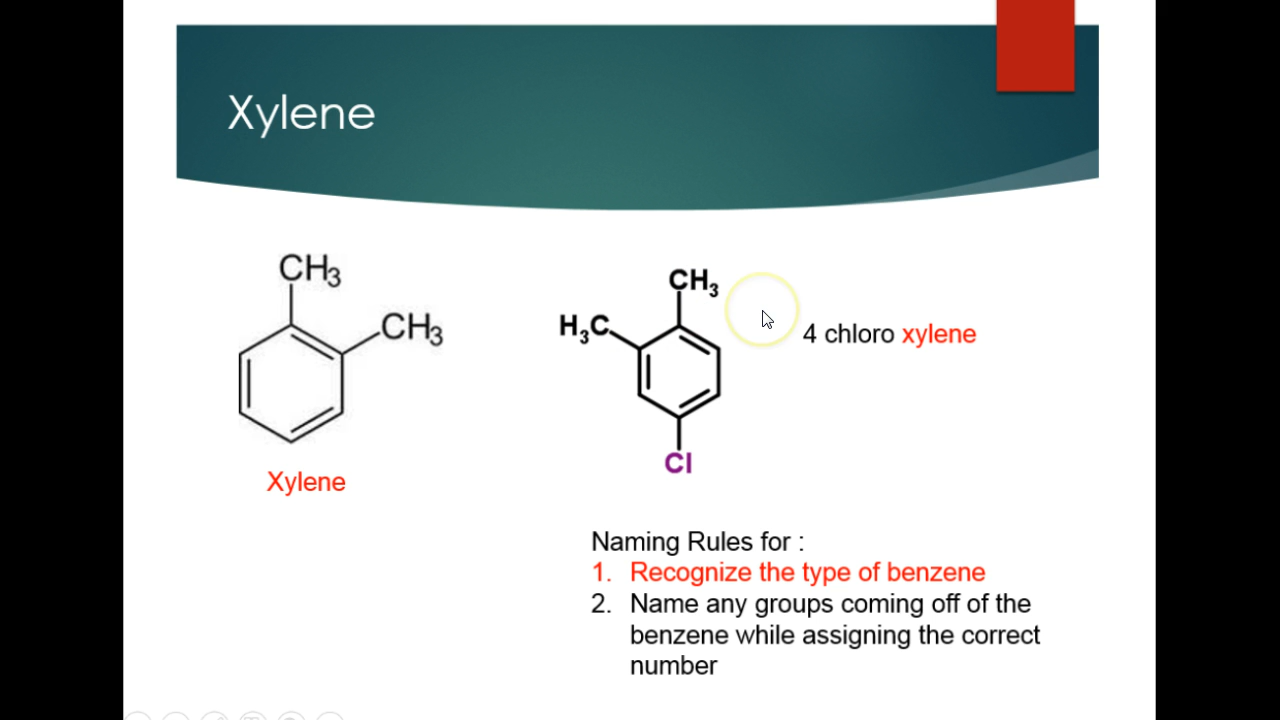 Xylene
CH3
CH3
Xylene
CH3
H3C
Cl
4 chloro xylene
Naming Rules for :
1. Recognize the type of benzene
2. Name any groups coming off of the
benzene while assigning the correct
number